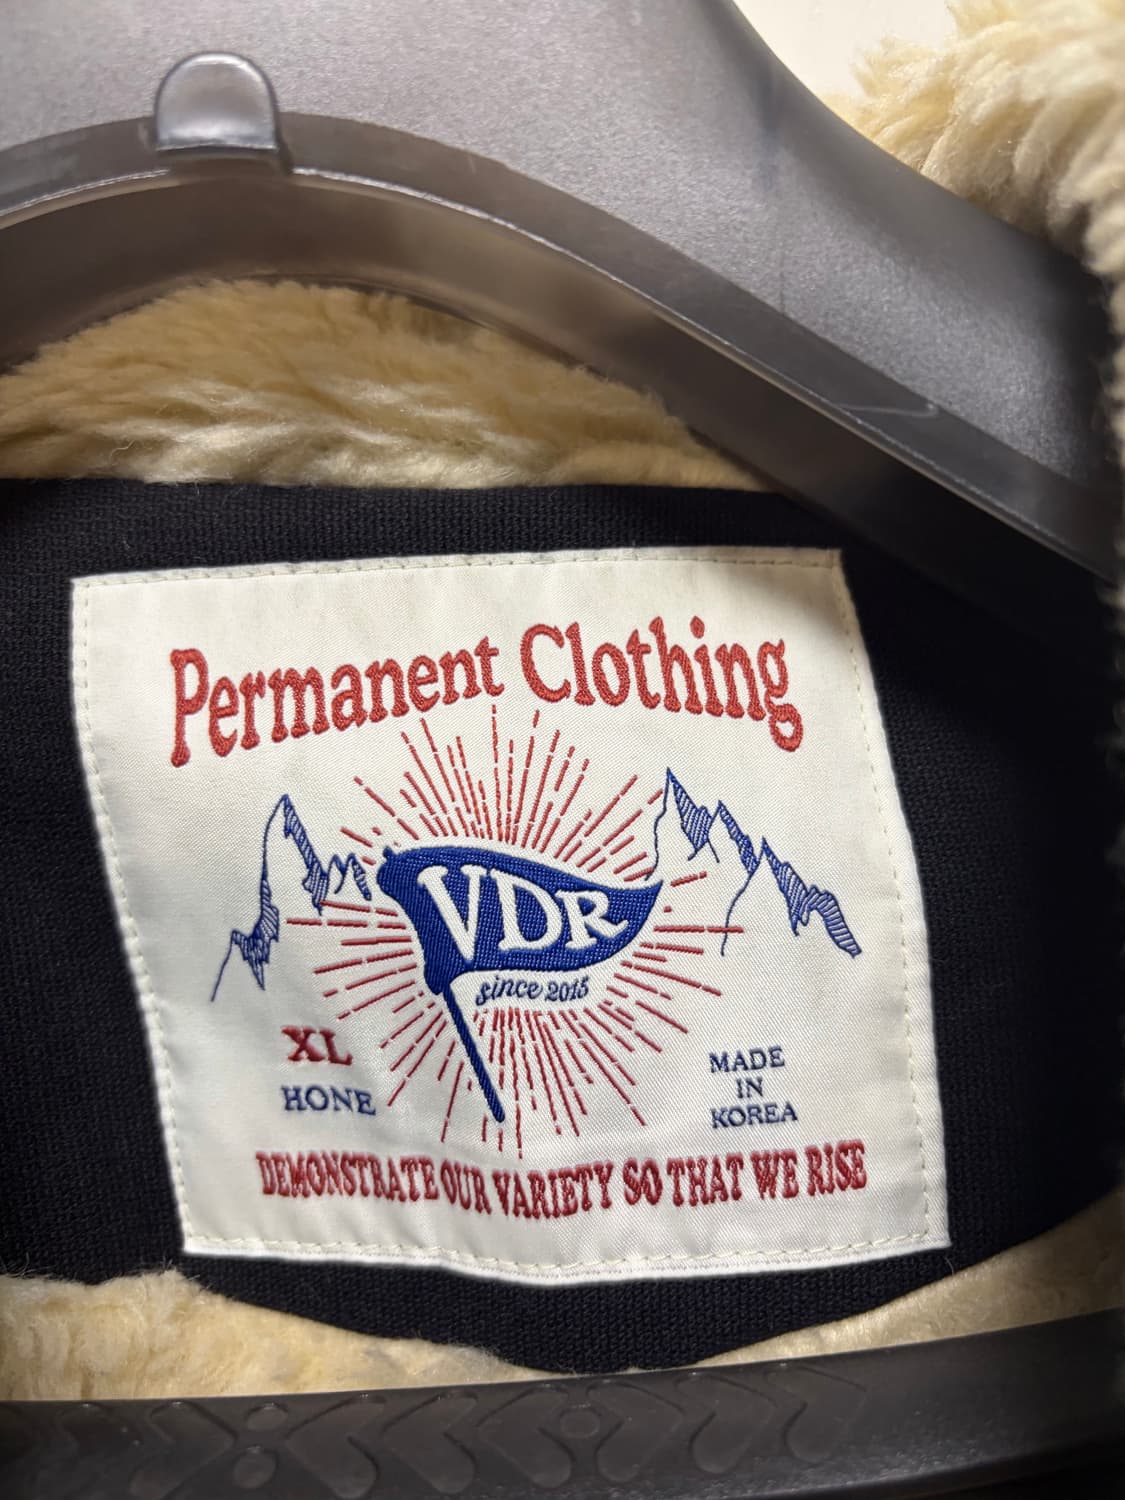 Permanent Clothing
VDR
since 2015
XL
HONE
MADE
IN
KOREA
DEMONSTRATE OUR VARIETY SO THAT WE RISE